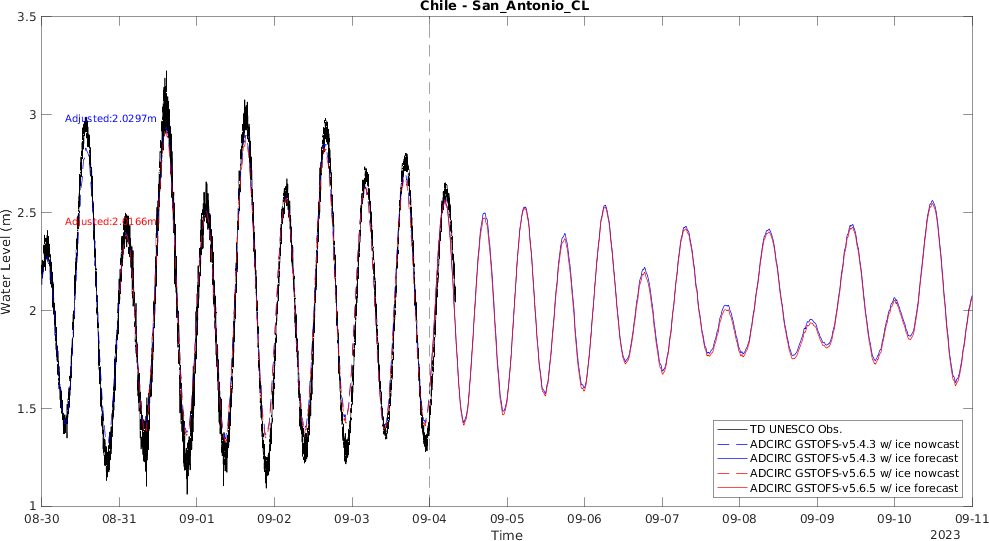 Chile - San_Antonio_CL
3.5
3
2.5
2
1.5
1
Water Level (m)
Adjusted:2.0297m
08-30
08-31
09-01
09-02
09-03
09-04
09-05
09-06
09-07
09-08
09-09
09-10
09-11
Time
2023
TD UNESCO Obs.
ADCIRC GSTOFS-v5.4.3 w/ ice nowcast
ADCIRC GSTOFS-v5.4.3 w/ ice forecast
ADCIRC GSTOFS-v5.6.5 w/ ice nowcast
ADCIRC GSTOFS-v5.6.5 w/ ice forecast